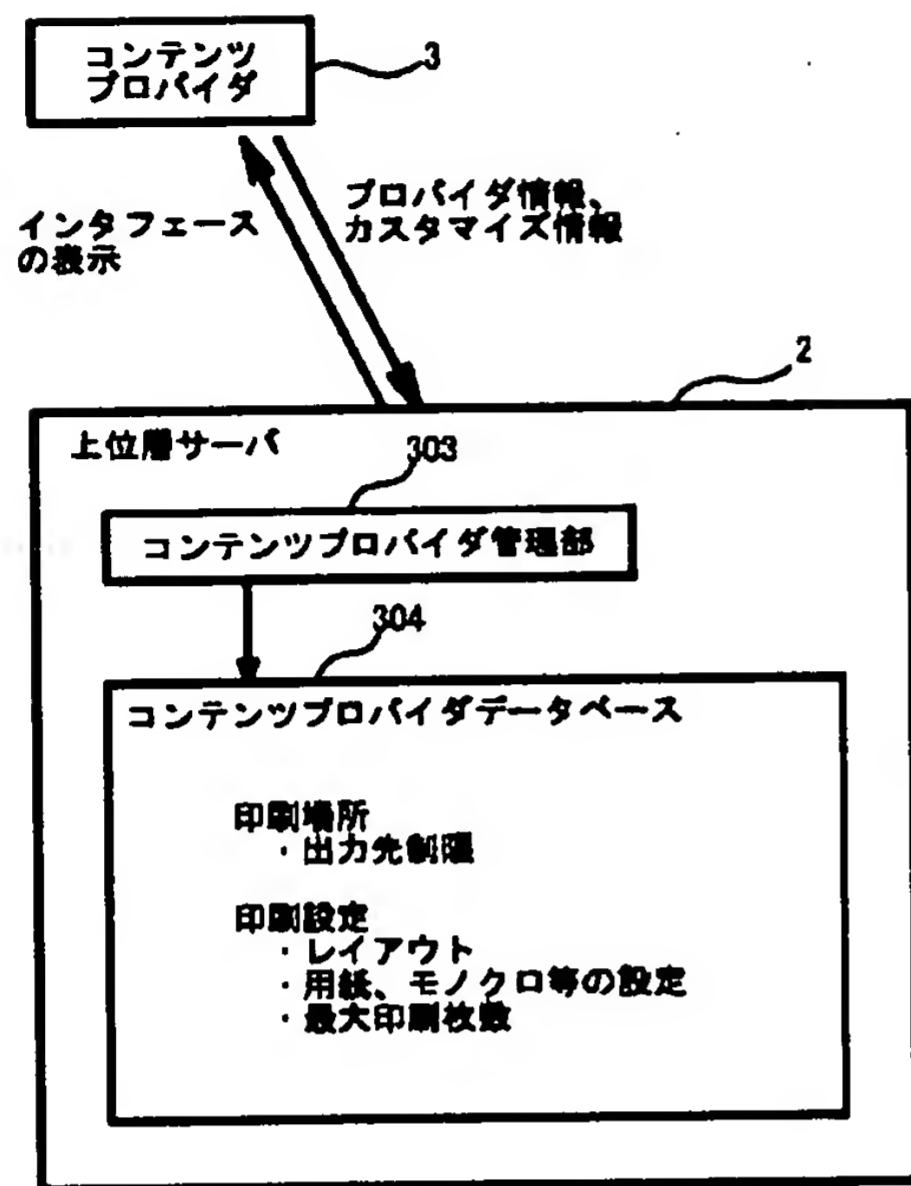 コンテンツ
プロバイダ
3
プロバイダ情報、
カスタマイズ情報
インタフェース
の表示
2
上位層サーバ
303
コンテンツプロバイダ管理部
304
コンテンツプロバイダデータベース
印刷場所
・出力先制限
印刷設定
・レイアウト
・用紙、モノクロ等の設定
・最大印刷枚数